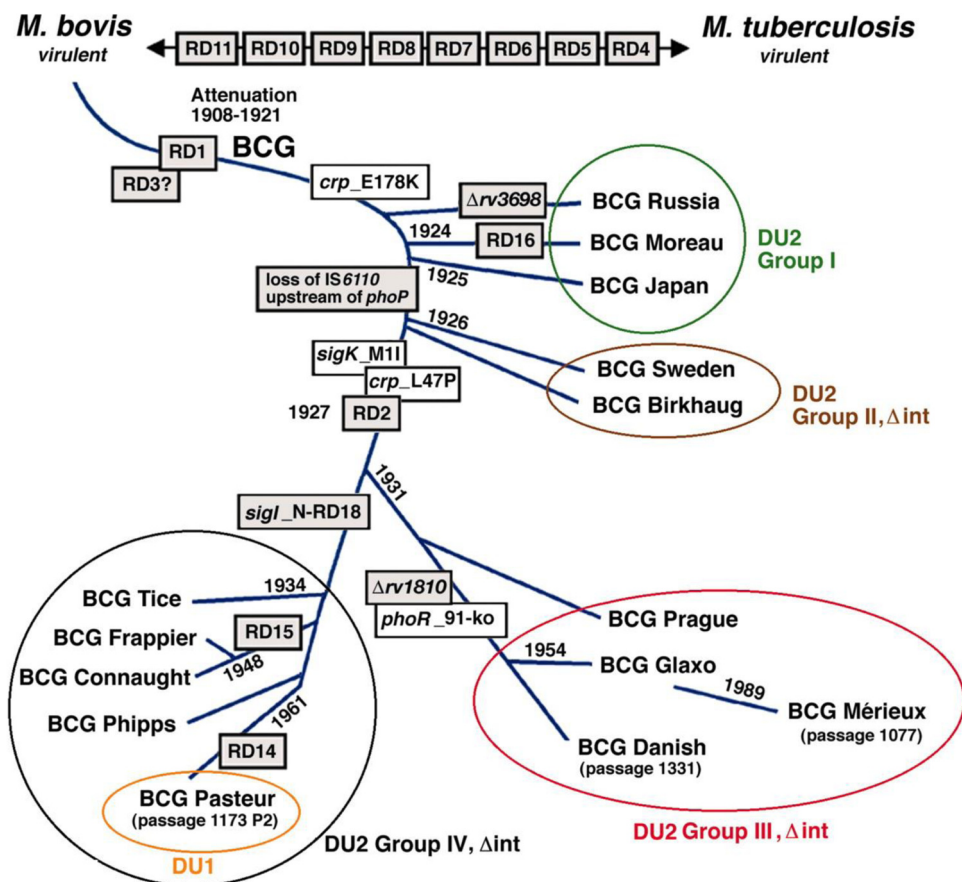 M. bovis
virulent
RD11 RD10 RD9 RD8 RD7 RD6 RD5 RD4
M. tuberculosis
virulent
Attenuation
1908-1921
RD1
BCG
RD3?
crp_E178K
Δrv3698
BCG Russia
1924
RD16
BCG Moreau
DU2
Group I
1925
BCG Japan
loss of IS6110
upstream of phoP
1926
sigK_M1I
BCG Sweden
crp_L47P
DU2
Group II, Δint
1927
RD2
BCG Birkhaug
1931
sigI_N-RD18
1934
BCG Tice
Δrv1810
phoR_91-ko
BCG Prague
RD15
BCG Frappier
1948
BCG Connaught
1954
BCG Glaxo
1989
BCG Mérieux
(passage 1077)
1961
BCG Phipps
RD14
BCG Danish
(passage 1331)
BCG Pasteur
(passage 1173 P2)
DU1
DU2 Group IV, Δint
DU2 Group III, Δint